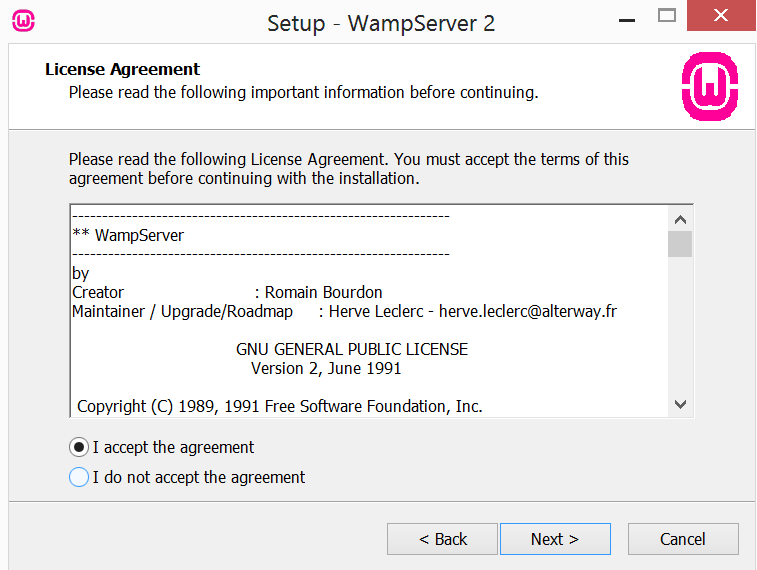 Setup - WampServer 2
License Agreement
Please read the following important information before continuing.
Please read the following License Agreement. You must accept the terms of this
agreement before continuing with the installation.
---------------------------------------------------------------
** WampServer
---------------------------------------------------------------
by
Creator : Romain Bourdon
Maintainer / Upgrade/Roadmap : Herve Leclerc - herve.leclerc@alterway.fr
GNU GENERAL PUBLIC LICENSE
Version 2, June 1991
Copyright (C) 1989, 1991 Free Software Foundation, Inc.
I accept the agreement
I do not accept the agreement
< Back Next > Cancel